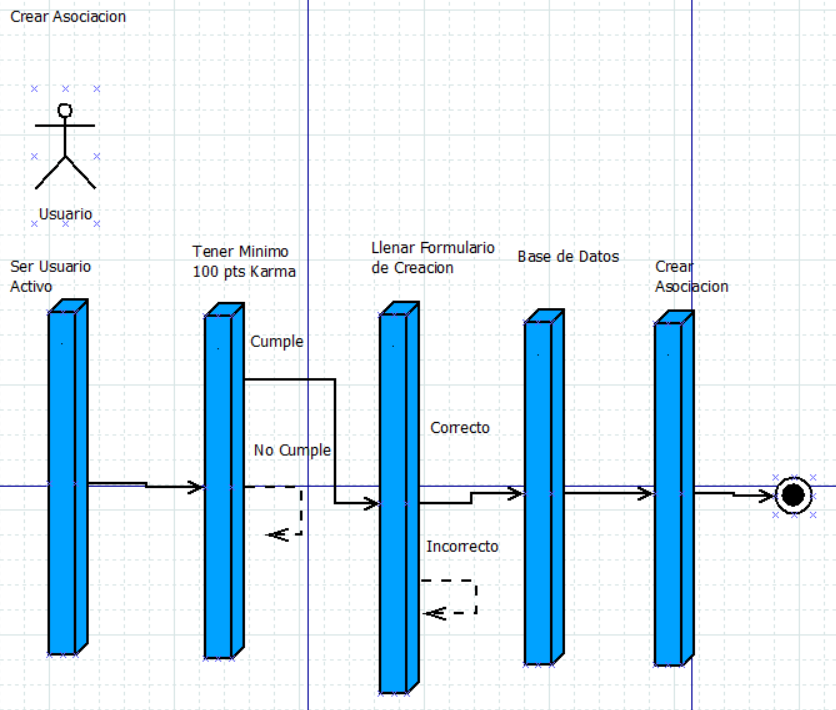 Crear Asociacion
Usuario
Ser Usuario
Activo
Tener Minimo
100 pts Karma
Llenar Formulario
de Creacion
Base de Datos
Crear
Asociacion
Cumple
No Cumple
Correcto
Incorrecto